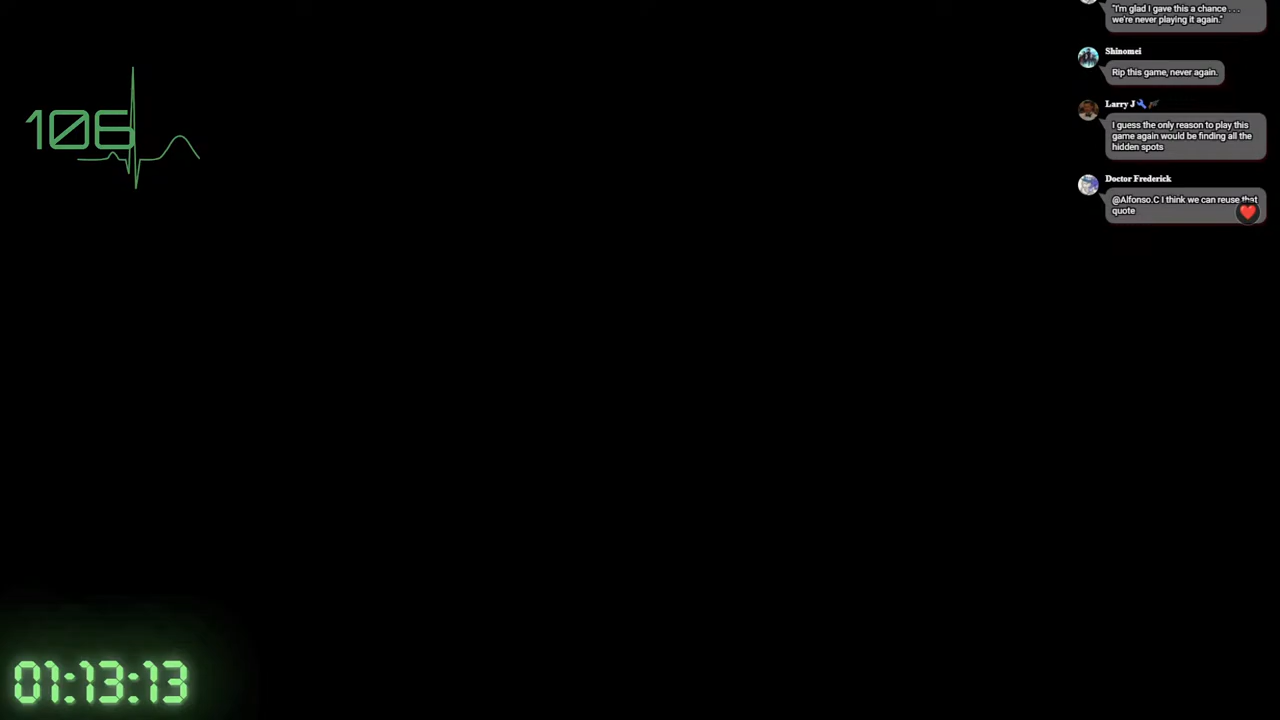 "I'm glad I gave this a chance . . .
we're never playing it again."
Shinomei
Rip this game, never again.
Larry J
I guess the only reason to play this
game again would be finding all the
hidden spots
Doctor Frederick
@Alfonso.C I think we can reuse that
quote
106
01:13:13